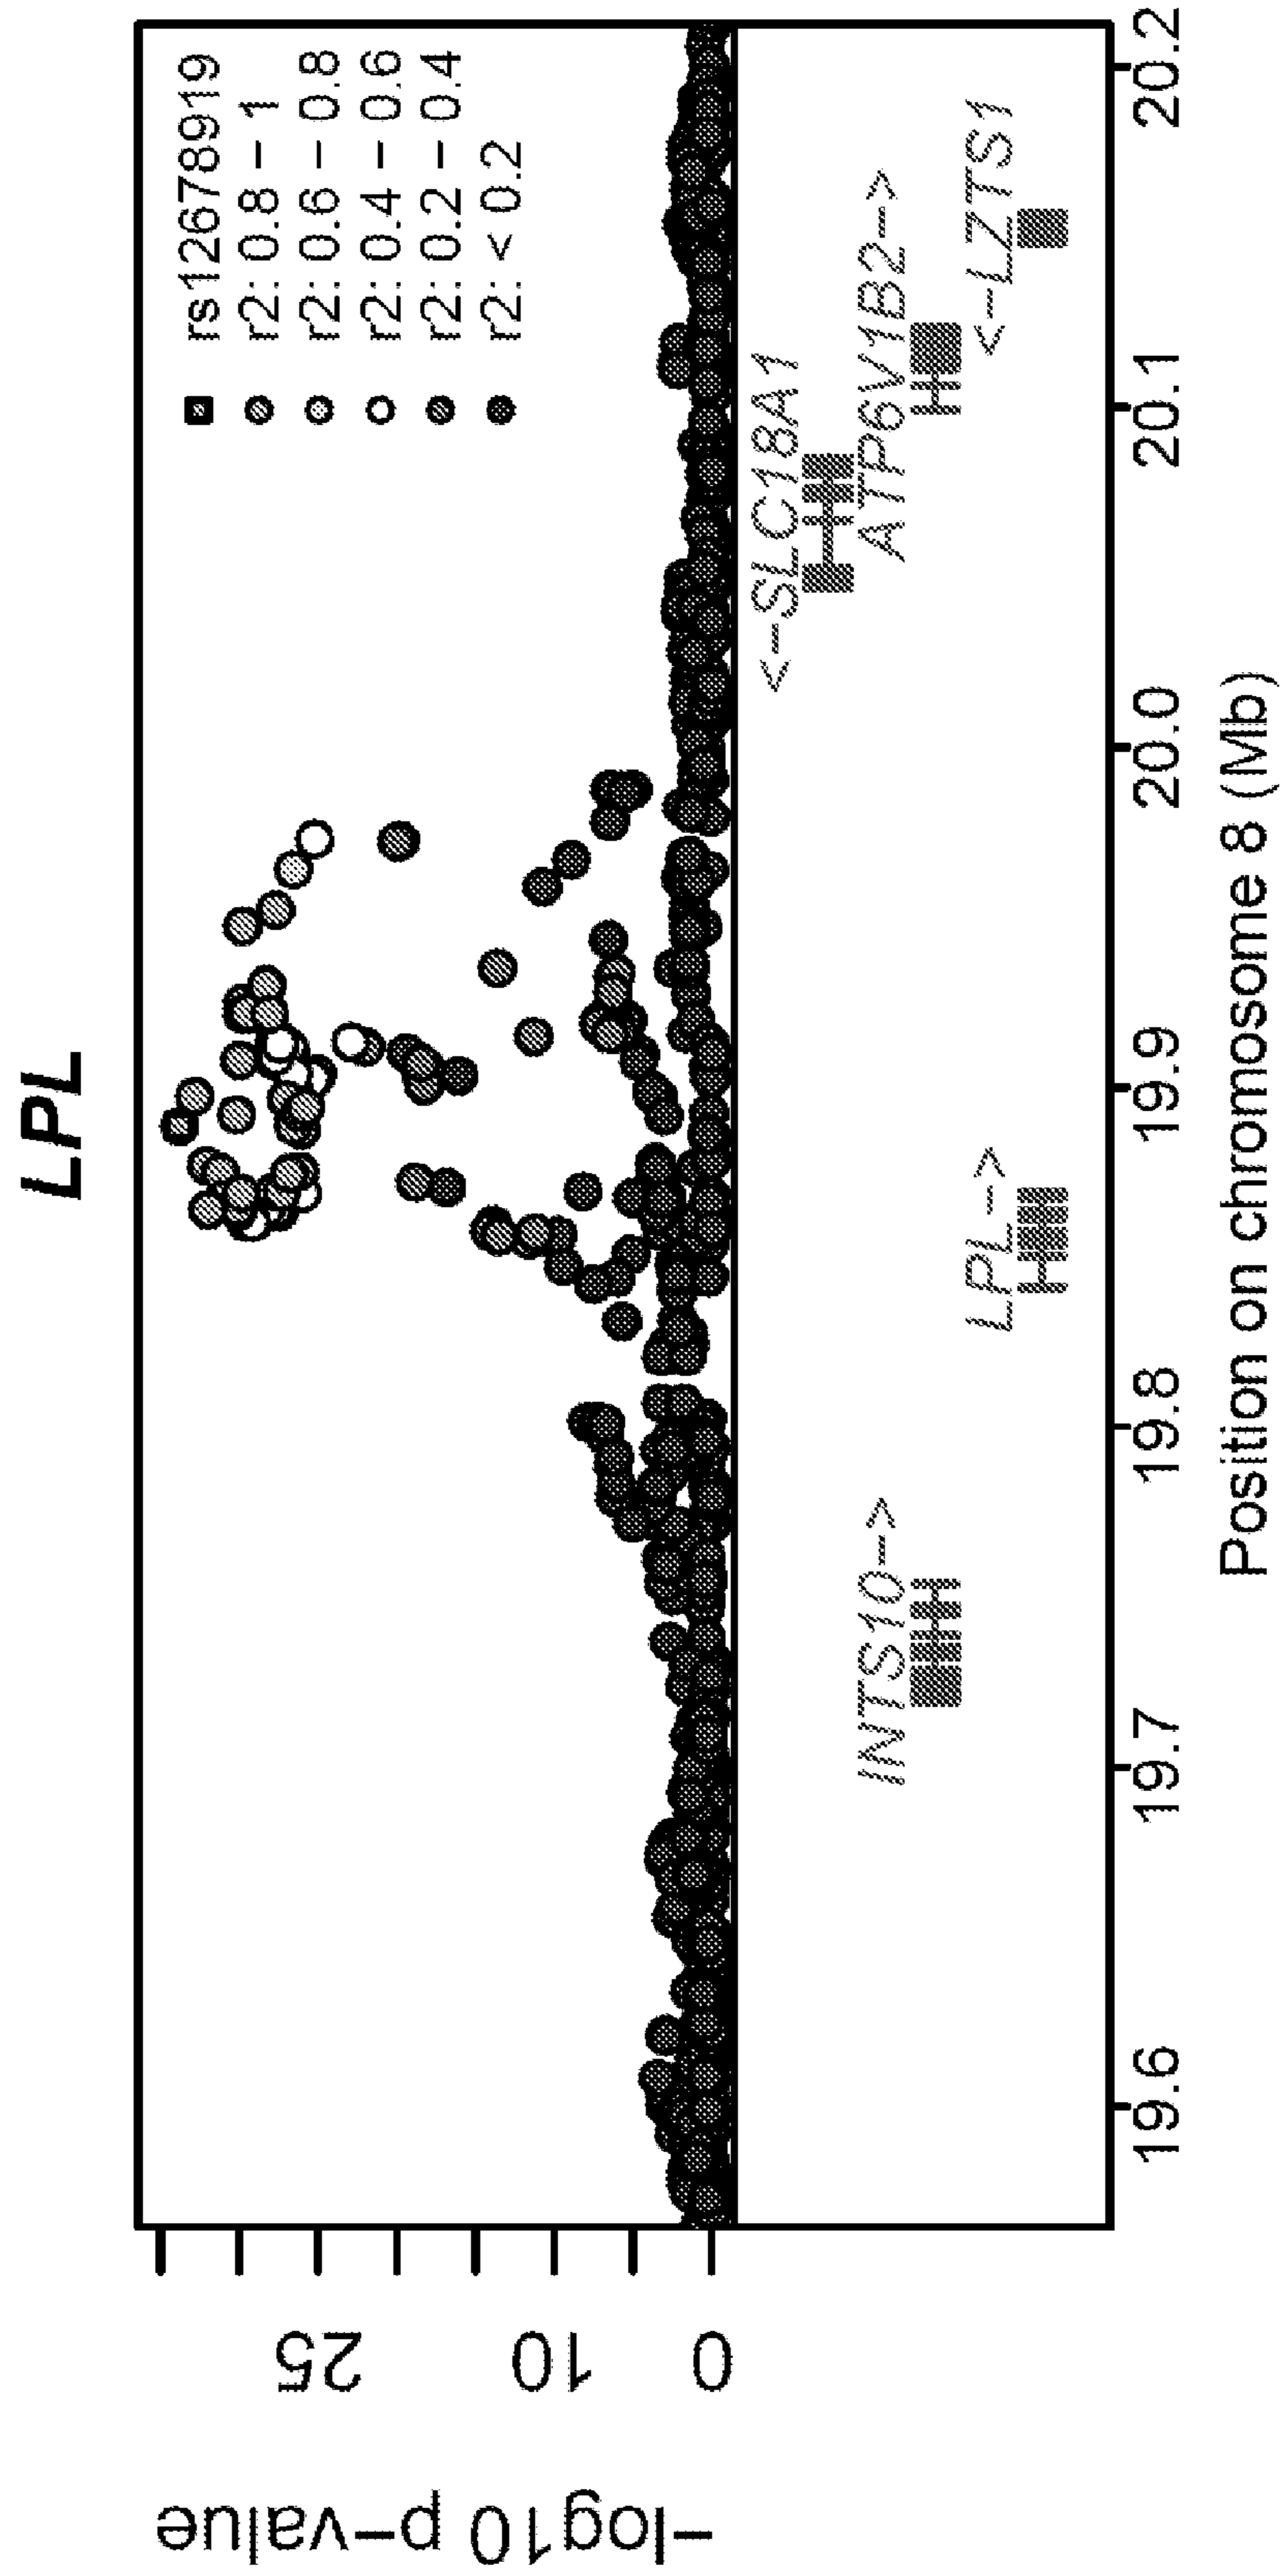 LPL
rs12678919
r2: 0.8 − 1
r2: 0.6 − 0.8
r2: 0.4 − 0.6
r2: 0.2 − 0.4
r2: < 0.2
−log10 p−value
25
10
0
<−SLC18A1
INTS10−>
ATP6V1B2−>
LPL−>
<−LZTS1
19.6
19.7
19.8
19.9
20.0
20.1
20.2
Position on chromosome 8 (Mb)